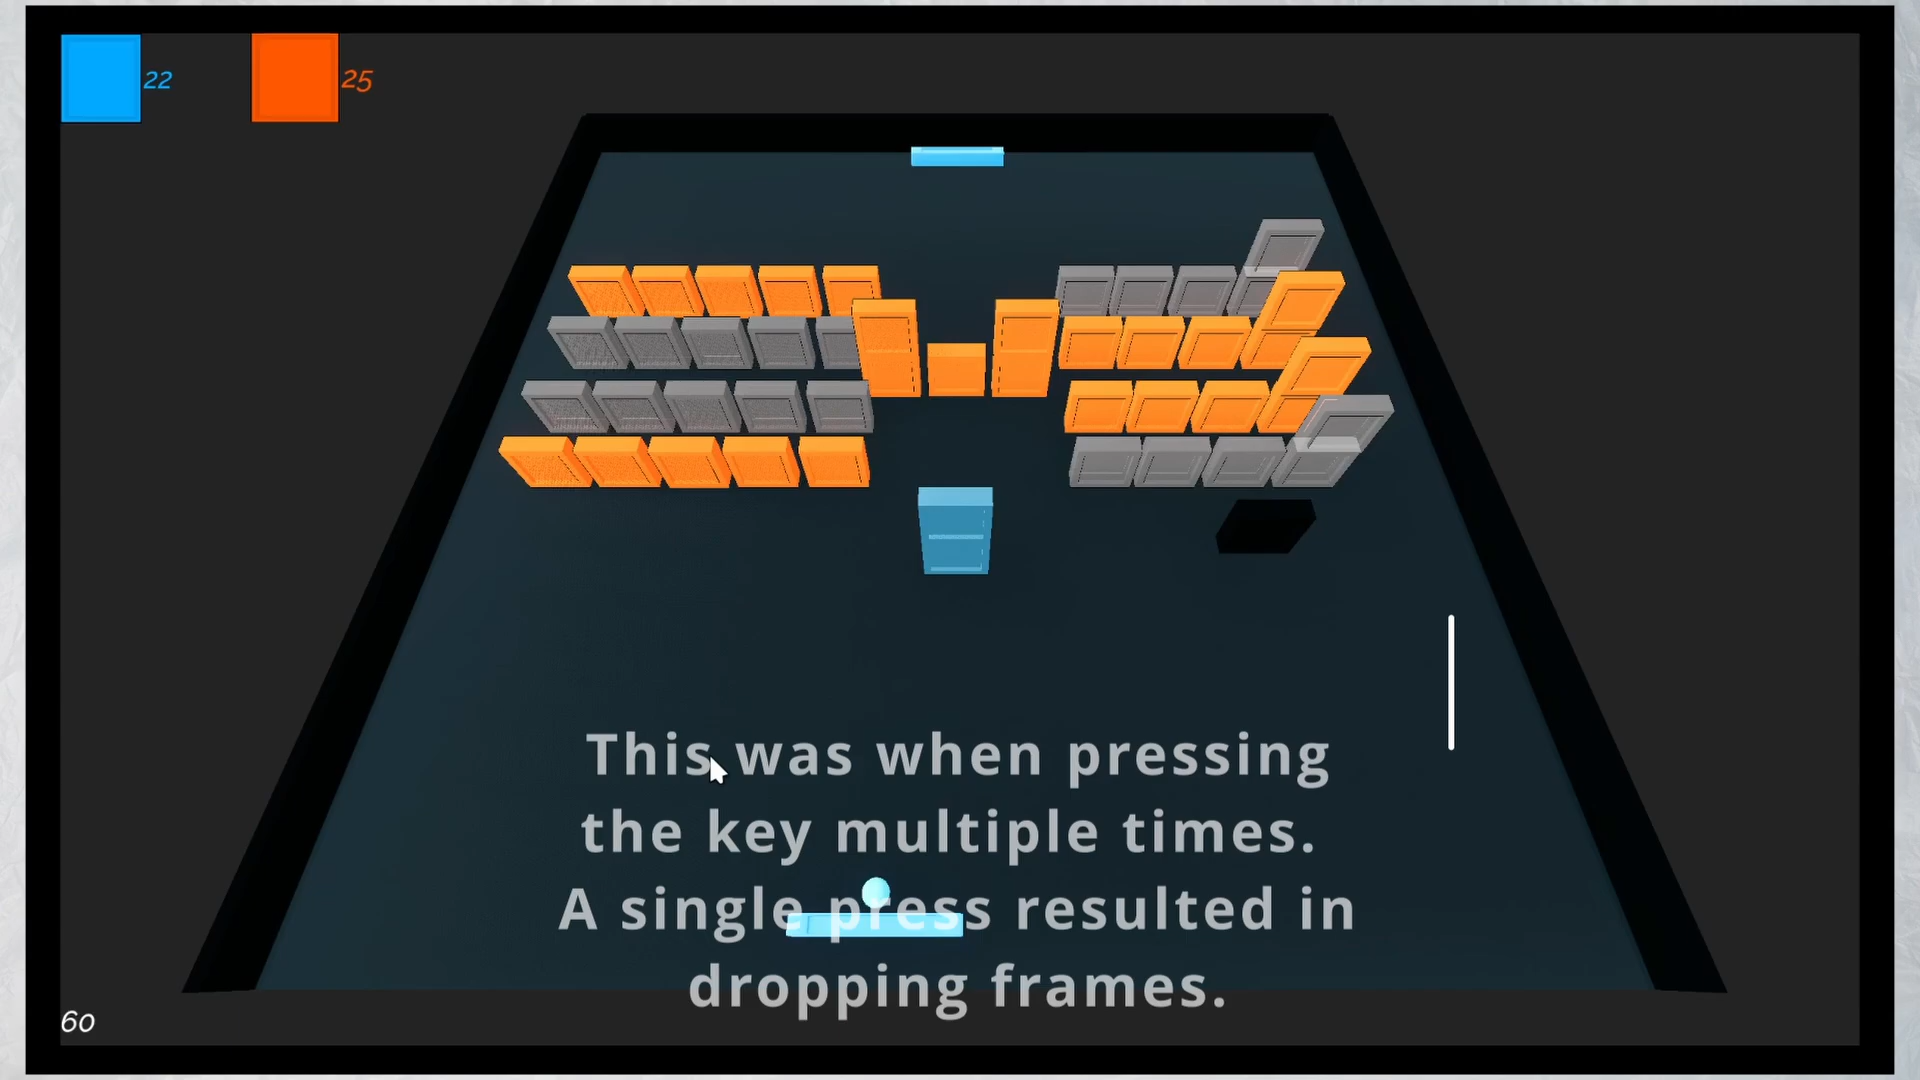 22 25
This was when pressing
the key multiple times.
A single press resulted in
dropping frames.
60